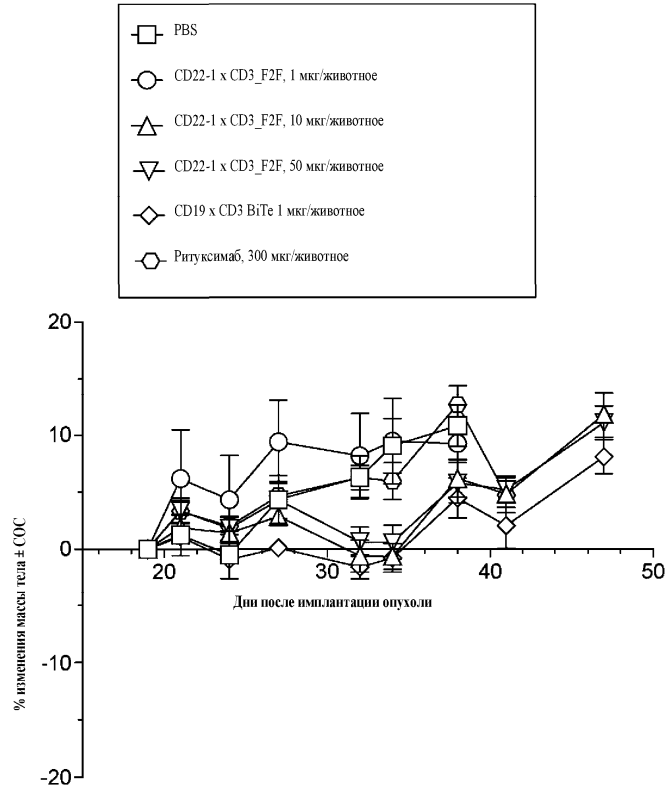 PBS
CD22-1 x CD3_F2F, 1 мкг/животное
CD22-1 x CD3_F2F, 10 мкг/животное
CD22-1 x CD3_F2F, 50 мкг/животное
CD19 x CD3 BiTe 1 мкг/животное
Ритуксимаб, 300 мкг/животное
20
10
0
-10
-20
20
30
40
50
Дни после имплантации опухоли
% изменения массы тела ± СОС